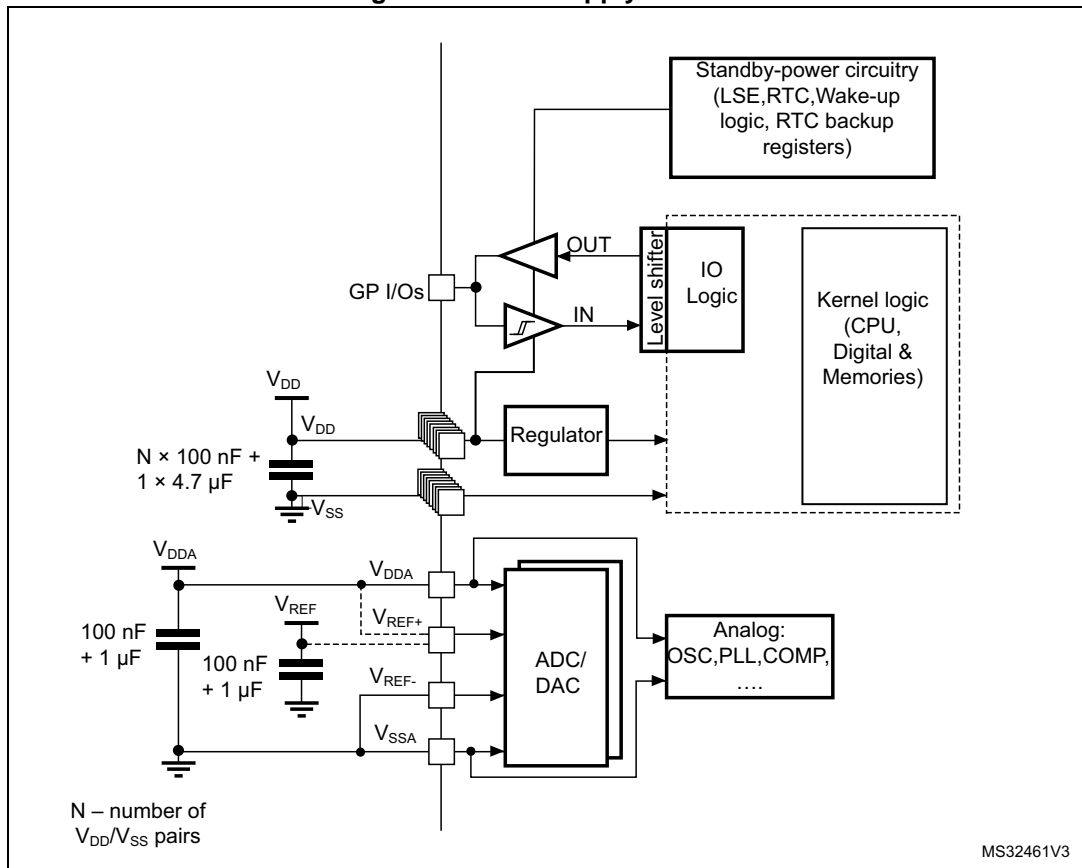 Standby-power circuitry
(LSE,RTC,Wake-up
logic, RTC backup
registers)
OUT
Level shifter
IO
Logic
GP I/Os
IN
Kernel logic
(CPU,
Digital &
Memories)
VDD
VDD
Regulator
N × 100 nF +
1 × 4.7 µF
VSS
VDDA
VDDA
VREF
VREF+
100 nF
+ 1 µF
100 nF
+ 1 µF
ADC/
DAC
Analog:
OSC,PLL,COMP,
….
VREF-
VSSA
N – number of
VDD/VSS pairs
MS32461V3